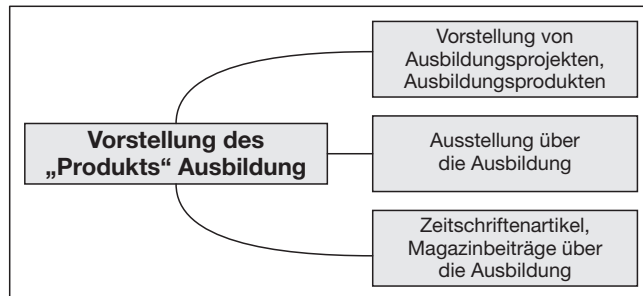 Vorstellung des
„Produkts“ Ausbildung
Vorstellung von
Ausbildungsprojekten,
Ausbildungsprodukten
Ausstellung über
die Ausbildung
Zeitschriftenartikel,
Magazinbeiträge über
die Ausbildung